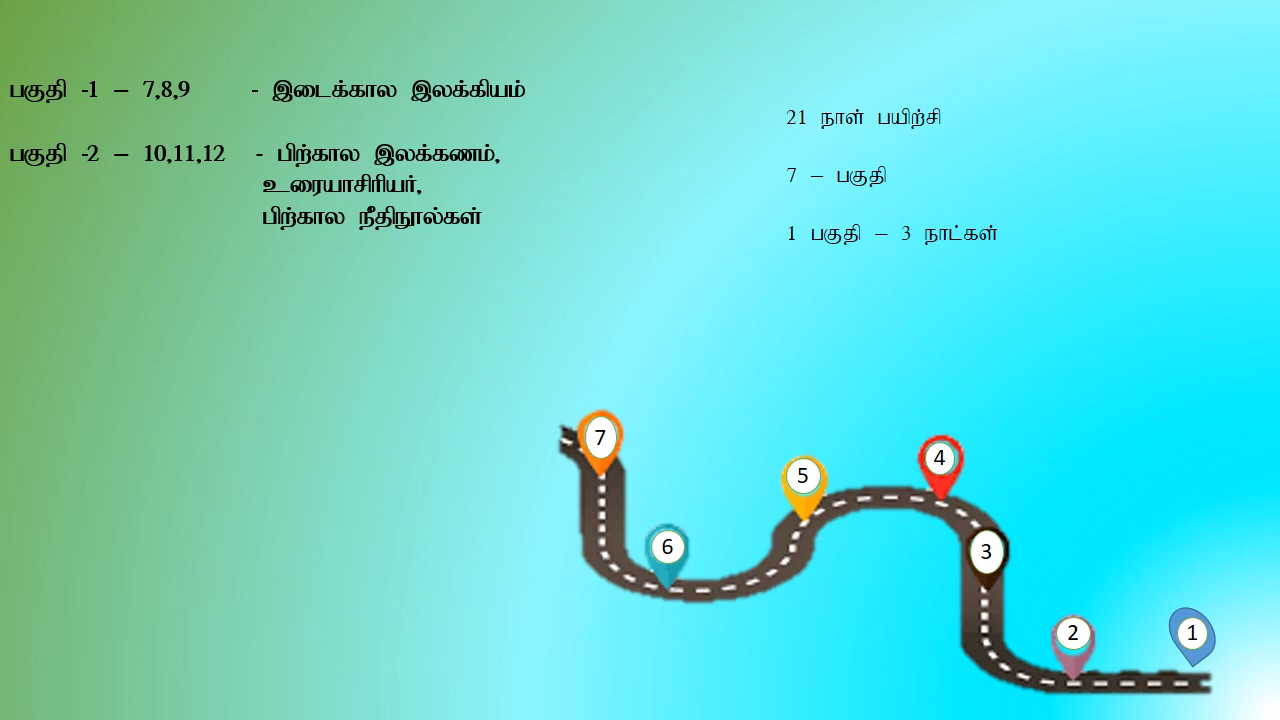 பகுதி -1 – 7,8,9 - இடைக்கால இலக்கியம்
பகுதி -2 – 10,11,12 - பிற்கால இலக்கணம்,
உரையாசிரியர்,
பிற்கால நீதிநூல்கள்
21 நாள் பயிற்சி
7 – பகுதி
1 பகுதி – 3 நாட்கள்
7
4
5
6
3
2
1